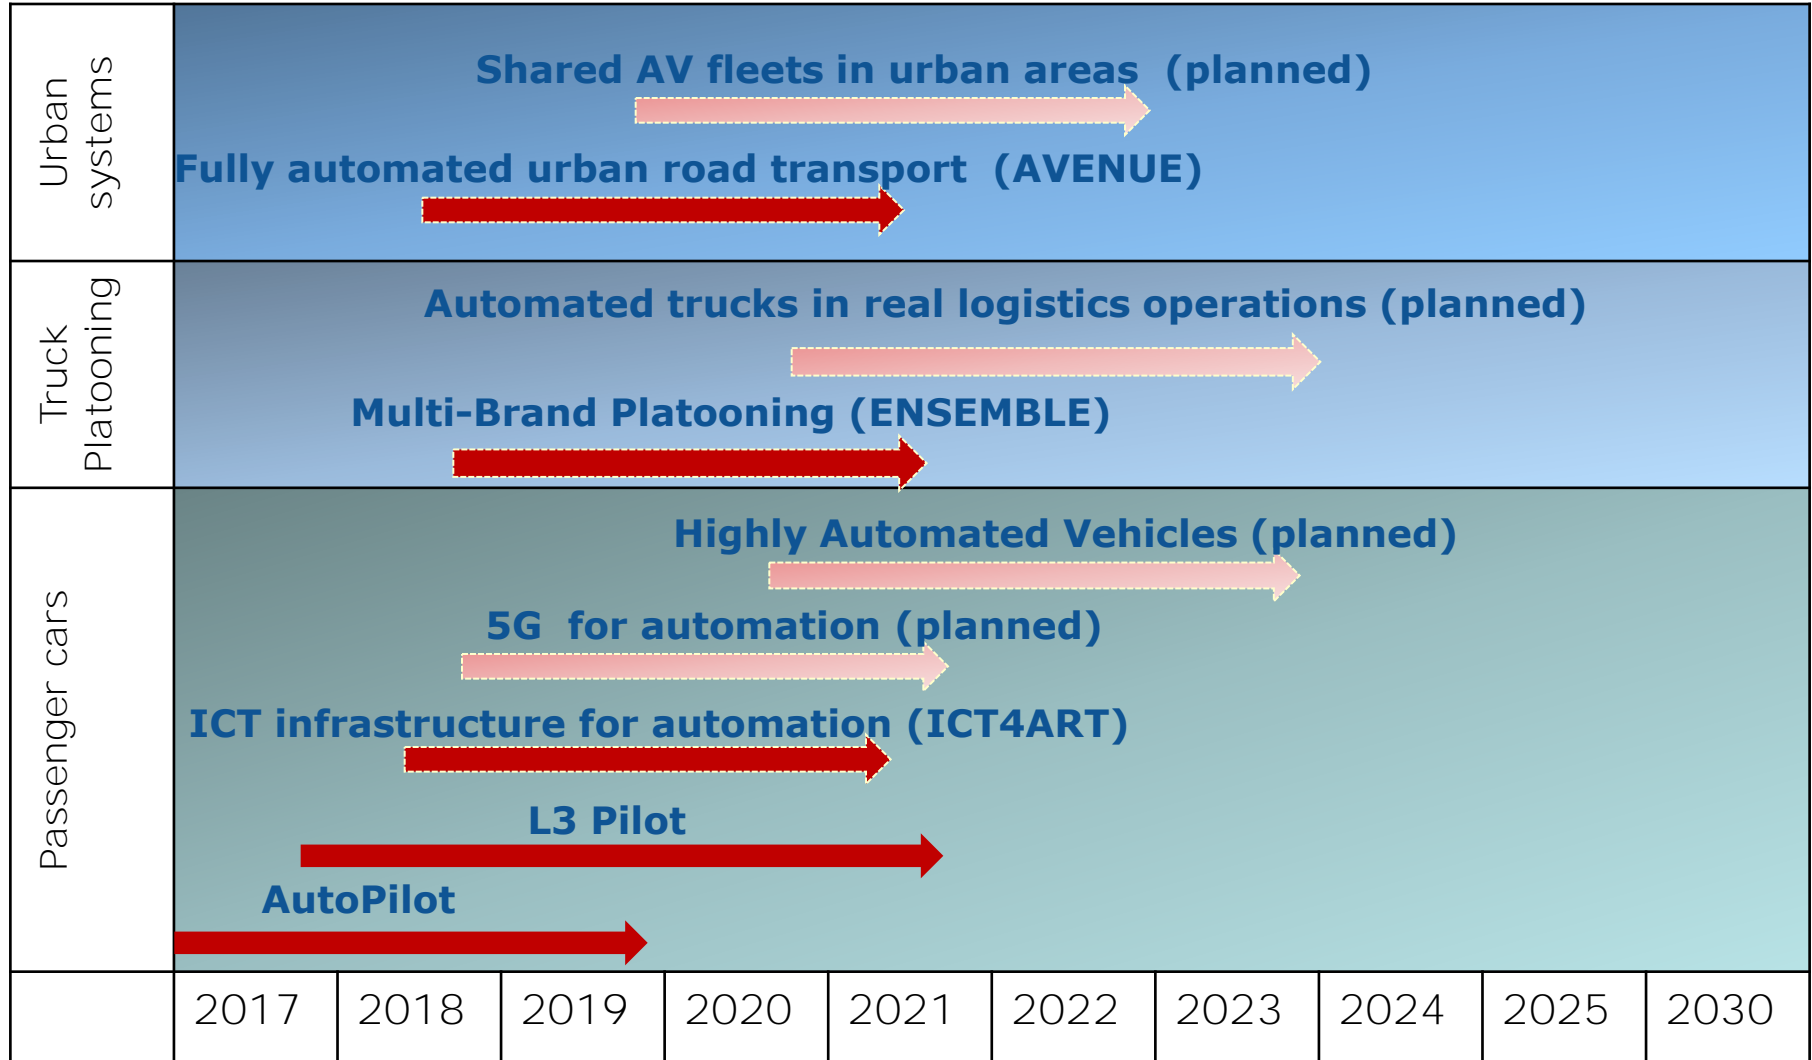 Urban
systems
Shared AV fleets in urban areas (planned)
Fully automated urban road transport (AVENUE)
Truck
Platooning
Automated trucks in real logistics operations (planned)
Multi-Brand Platooning (ENSEMBLE)
Passenger cars
Highly Automated Vehicles (planned)
5G for automation (planned)
ICT infrastructure for automation (ICT4ART)
L3 Pilot
AutoPilot
2017 2018 2019 2020 2021 2022 2023 2024 2025 2030